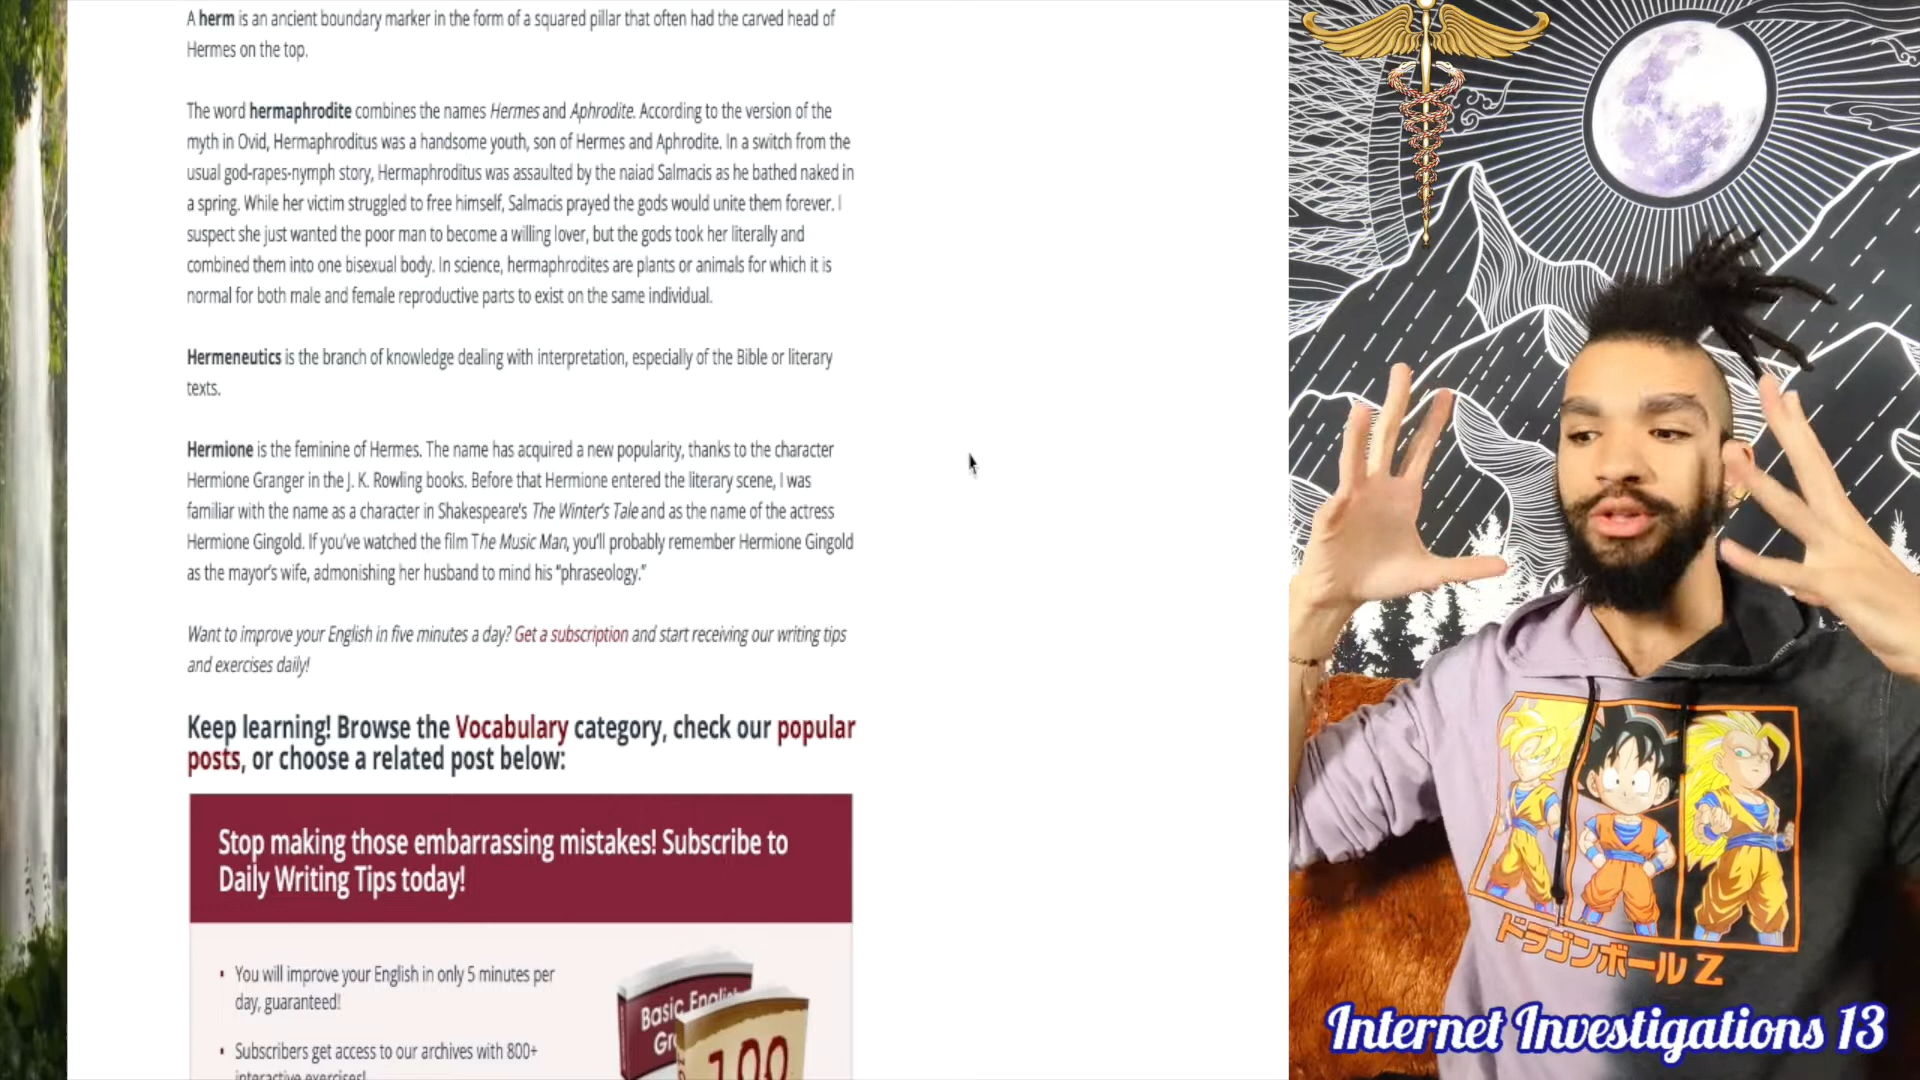 A herm is an ancient boundary marker in the form of a squared pillar that often had the carved head of
Hermes on the top.
The word hermaphrodite combines the names Hermes and Aphrodite. According to the version of the
myth in Ovid, Hermaphroditus was a handsome youth, son of Hermes and Aphrodite. In a switch from the
usual god-rapes-nymph story, Hermaphroditus was assaulted by the naiad Salmacis as he bathed naked in
a spring. While her victim struggled to free himself, Salmacis prayed the gods would unite them forever. I
suspect she just wanted the poor man to become a willing lover, but the gods took her literally and
combined them into one bisexual body. In science, hermaphrodites are plants or animals for which it is
normal for both male and female reproductive parts to exist on the same individual.
Hermeneutics is the branch of knowledge dealing with interpretation, especially of the Bible or literary
texts.
Hermione is the feminine of Hermes. The name has acquired a new popularity, thanks to the character
Hermione Granger in the J. K. Rowling books. Before that Hermione entered the literary scene, I was
familiar with the name as a character in Shakespeare's The Winter's Tale and as the name of the actress
Hermione Gingold. If you've watched the film The Music Man, you'll probably remember Hermione Gingold
as the mayor's wife, admonishing her husband to mind his "phraseology."
Want to improve your English in five minutes a day? Get a subscription and start receiving our writing tips
and exercises daily!
Keep learning! Browse the Vocabulary category, check our popular
posts, or choose a related post below:
Stop making those embarrassing mistakes! Subscribe to
Daily Writing Tips today!
You will improve your English in only 5 minutes per
day, guaranteed!
Subscribers get access to our archives with 800+
interactive exercises!
Basic English
100
ドラゴンボールZ
Internet Investigations 13